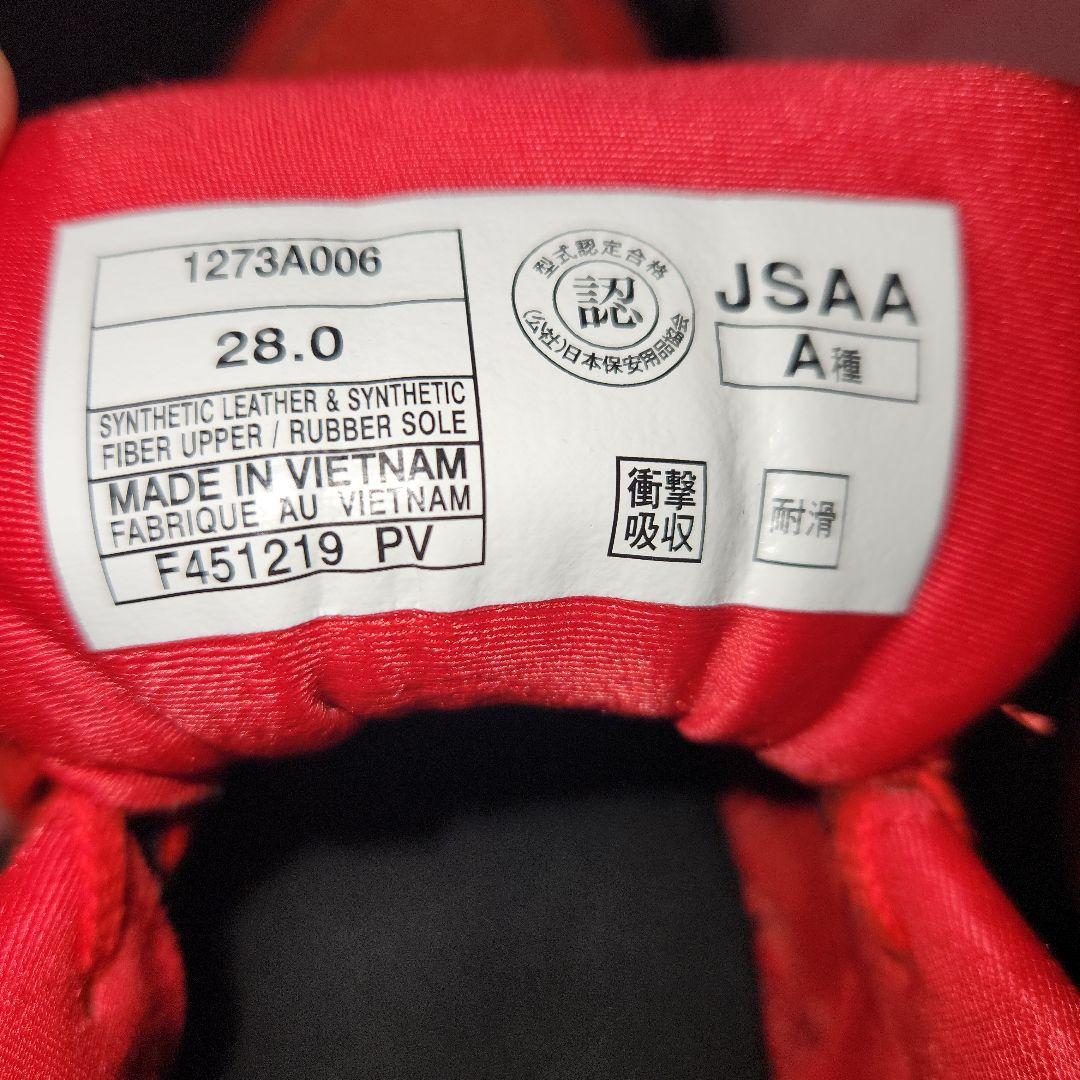 1273A006
28.0
SYNTHETIC LEATHER & SYNTHETIC
FIBER UPPER / RUBBER SOLE
MADE IN VIETNAM
FABRIQUE AU VIETNAM
F451219 PV
型式認定合格
認
(公社)日本保安用品協会
JSAA
A種
衝撃
吸収
耐滑